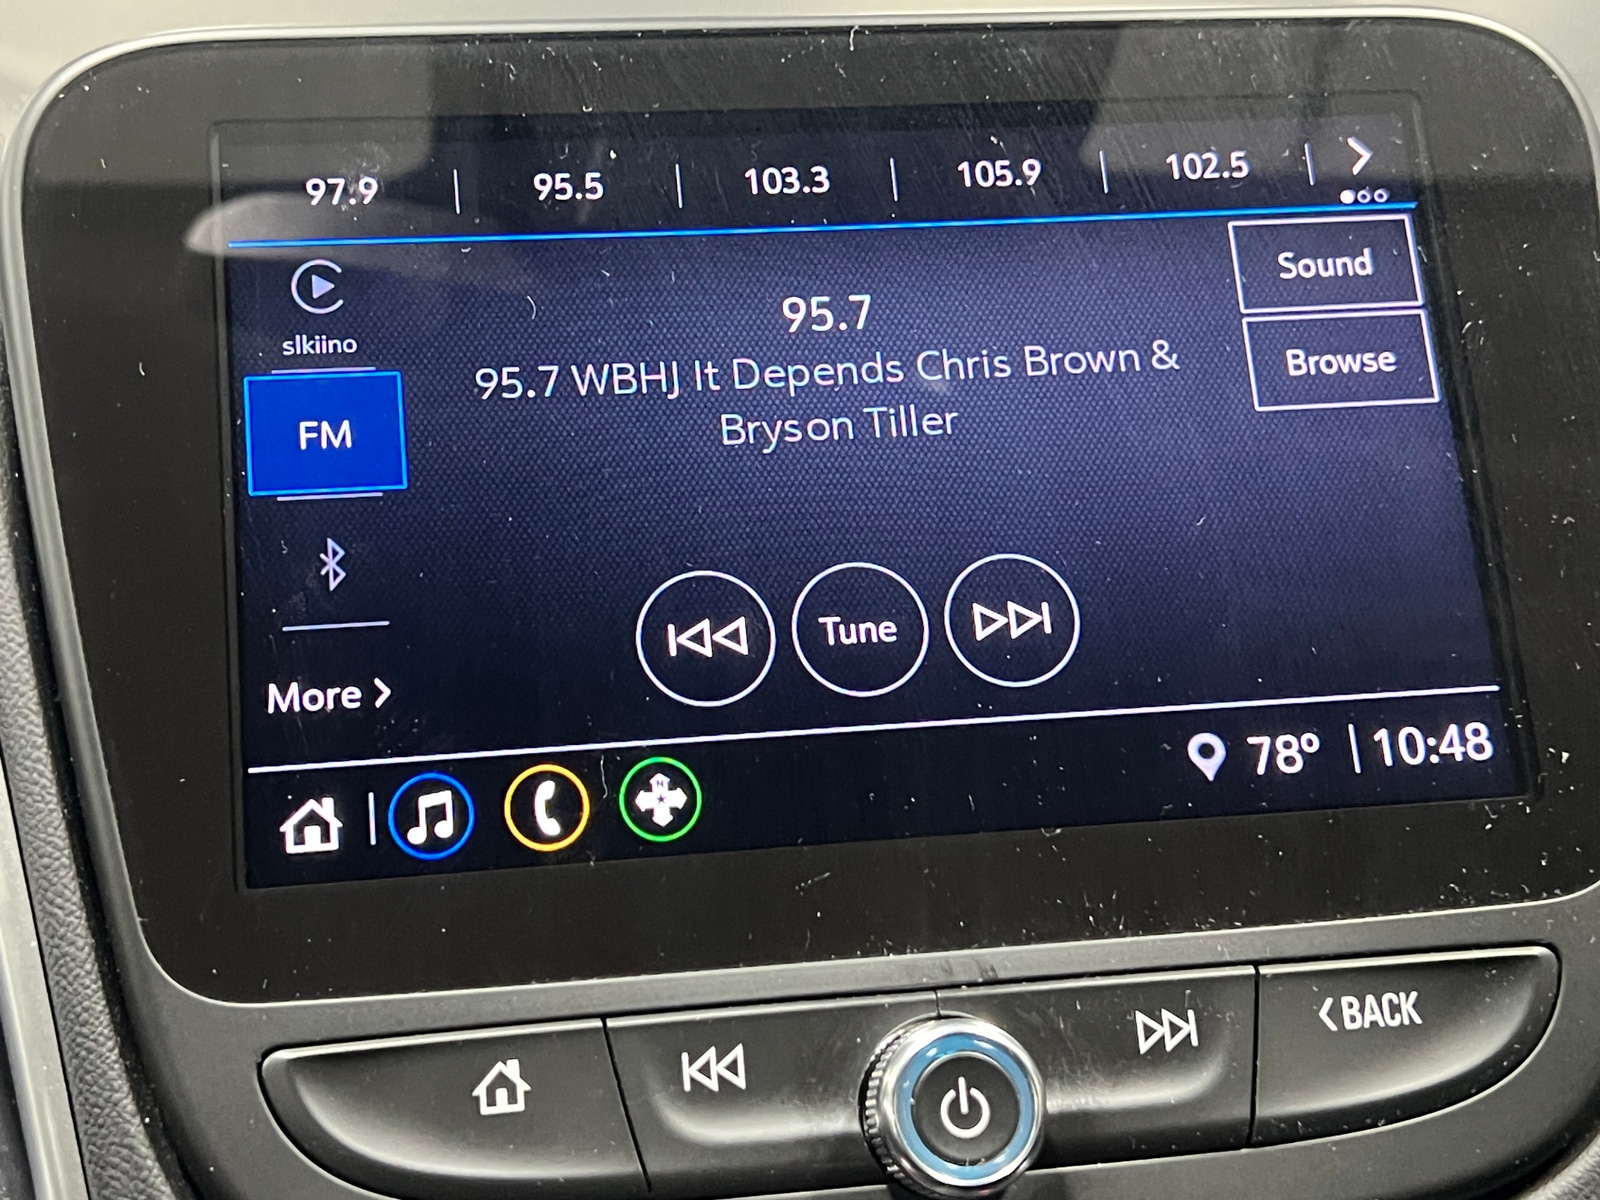 97.9 | 95.5 | 103.3 | 105.9 | 102.5 |
slkiino
FM
More >
95.7
95.7 WBHJ It Depends Chris Brown &
Bryson Tiller
Sound
Browse
Tune
78° | 10:48
N
<BACK